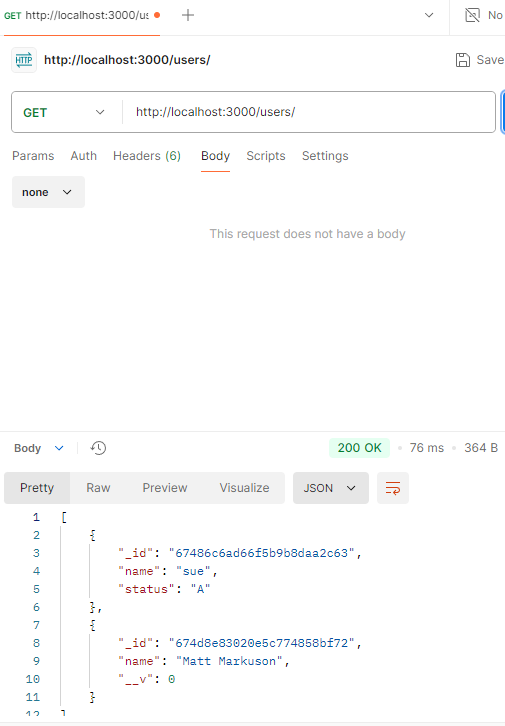 GET http://localhost:3000/us
No
HTTP http://localhost:3000/users/ Save
GET http://localhost:3000/users/
Params Auth Headers (6) Body Scripts Settings
none
This request does not have a body
Body 200 OK 76 ms 364 B
Pretty Raw Preview Visualize JSON
1 [
2 {
3 "_id": "67486c6ad66f5b9b8daa2c63",
4 "name": "sue",
5 "status": "A"
6 },
7 {
8 "_id": "674d8e83020e5c774858bf72",
9 "name": "Matt Markuson",
10 "__v": 0
11 }
12 ]